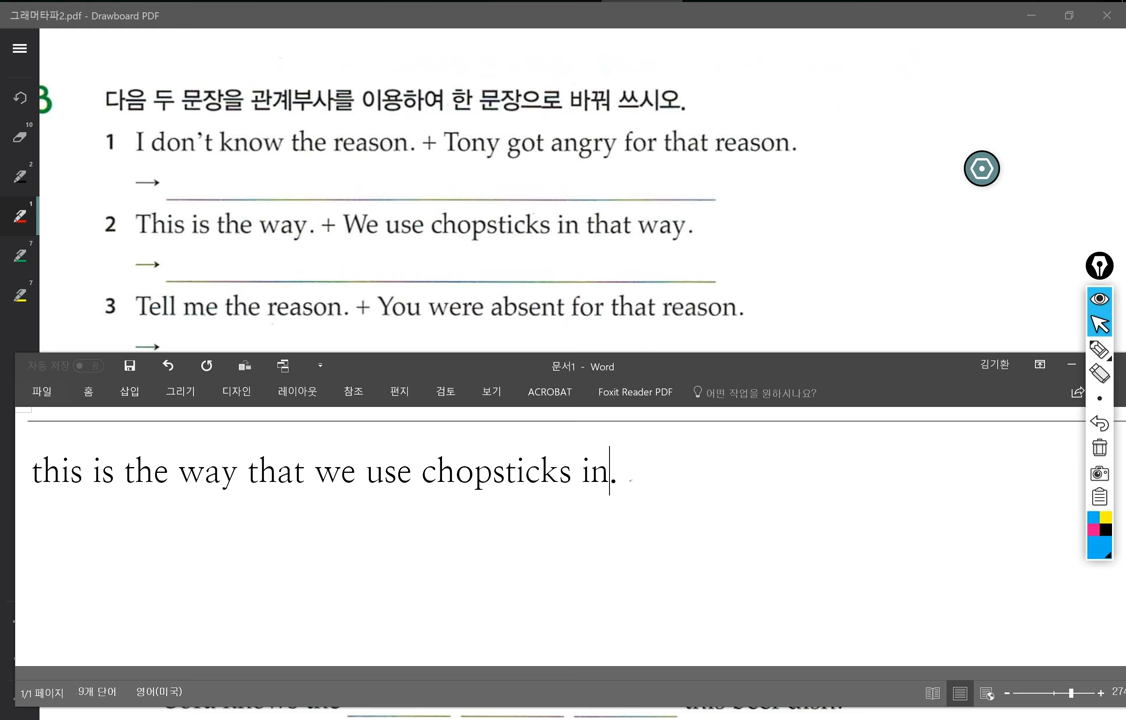 그래머타파2.pdf - Drawboard PDF
다음 두 문장을 관계부사를 이용하여 한 문장으로 바꿔 쓰시오.
10
1 I don't know the reason. + Tony got angry for that reason.
2
→
1
2 This is the way. + We use chopsticks in that way.
7
→
7
3 Tell me the reason. + You were absent for that reason.
→
자동 저장 문서1 - Word 김기환
파일 홈 삽입 그리기 디자인 레이아웃 참조 편지 검토 보기 ACROBAT Foxit Reader PDF 어떤 작업을 원하시나요?
this is the way that we use chopsticks in.
1/1 페이지 9개 단어 영어(미국) - + 274